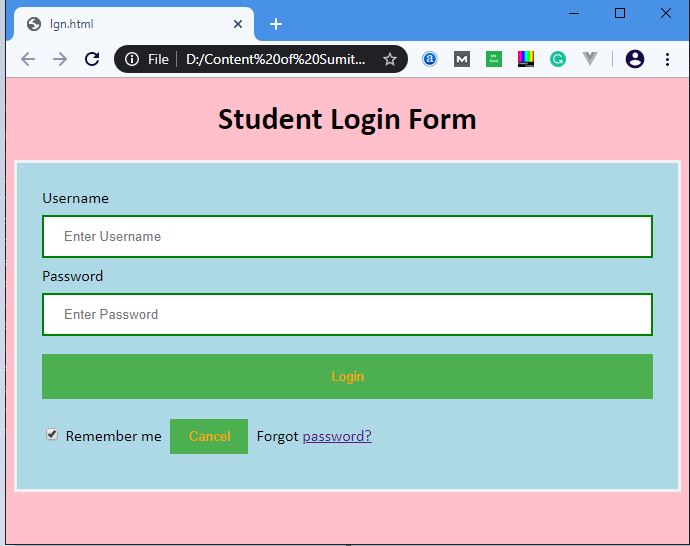 lgn.html
File D:/Content%20of%20Sumit...
Student Login Form
Username
Enter Username
Password
Enter Password
Login
Remember me Cancel Forgot password?